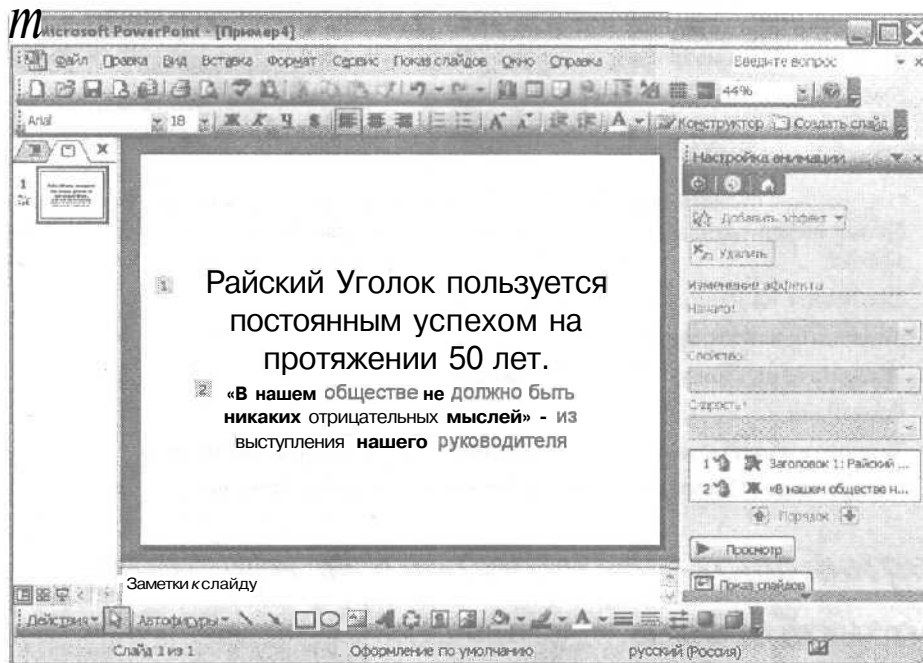 m
Microsoft PowerPoint - [Пример4]
Файл Правка Вид Вставка Формат Сервис Показ слайдов Окно Справка Введите вопрос
44%
Arial 18 Ж К Ч S Конструктор Создать слайд
Настройка анимации
1
Добавить эффект
Удалить
Изменение эффекта
Начало:
Свойство:
Скорость:
1 Райский Уголок пользуется
постоянным успехом на
протяжении 50 лет.
2 «В нашем обществе не должно быть
никаких отрицательных мыслей» - из
выступления нашего руководителя
1 Заголовок 1: Райский ...
2 «В нашем обществе н...
Порядок
Просмотр
Показ слайдов
Заметки к слайду
Действия Автофигуры
Слайд 1 из 1 Оформление по умолчанию русский (Россия)